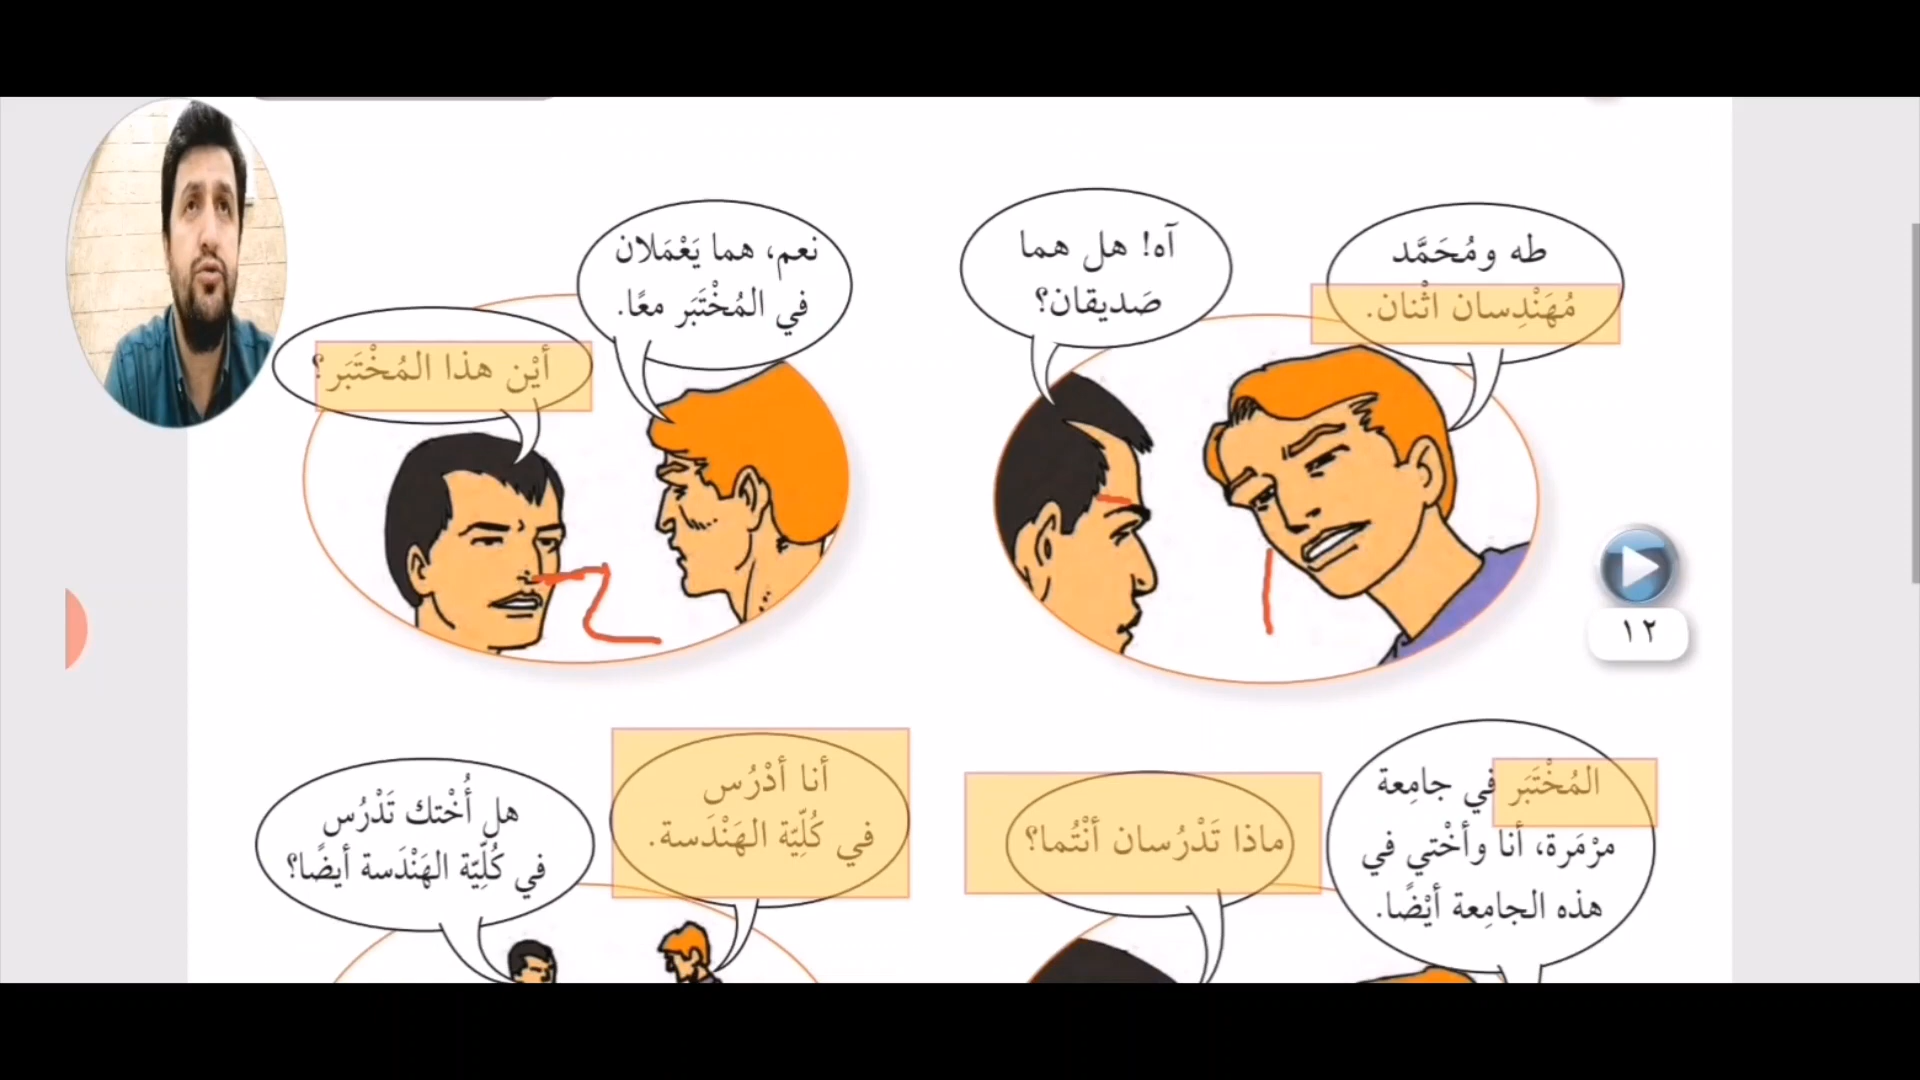 طه ومُحَمَّد
مُهَنْدِسان اثْنان.
آه! هل هما
صَديقان؟
نعم، هما يَعْمَلان
في المُخْتَبَر معًا.
أيْن هذا المُخْتَبَر؟
١٢
المُخْتَبَر في جامِعة
مرْمَرة، أنا وأخْتي في
هذه الجامِعة أيْضًا.
ماذا تَدْرُسان أنْتُما؟
أنا أدْرُس
في كُلِّيّة الهَنْدَسة.
هل أُخْتك تَدْرُس
في كُلِّيّة الهَنْدَسة أيضًا؟